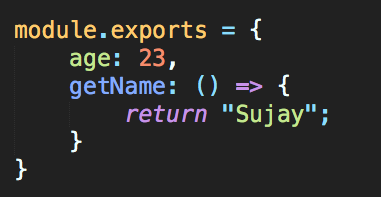 module.exports = {
    age: 23,
    getName: () => {
        return "Sujay";
    }
}